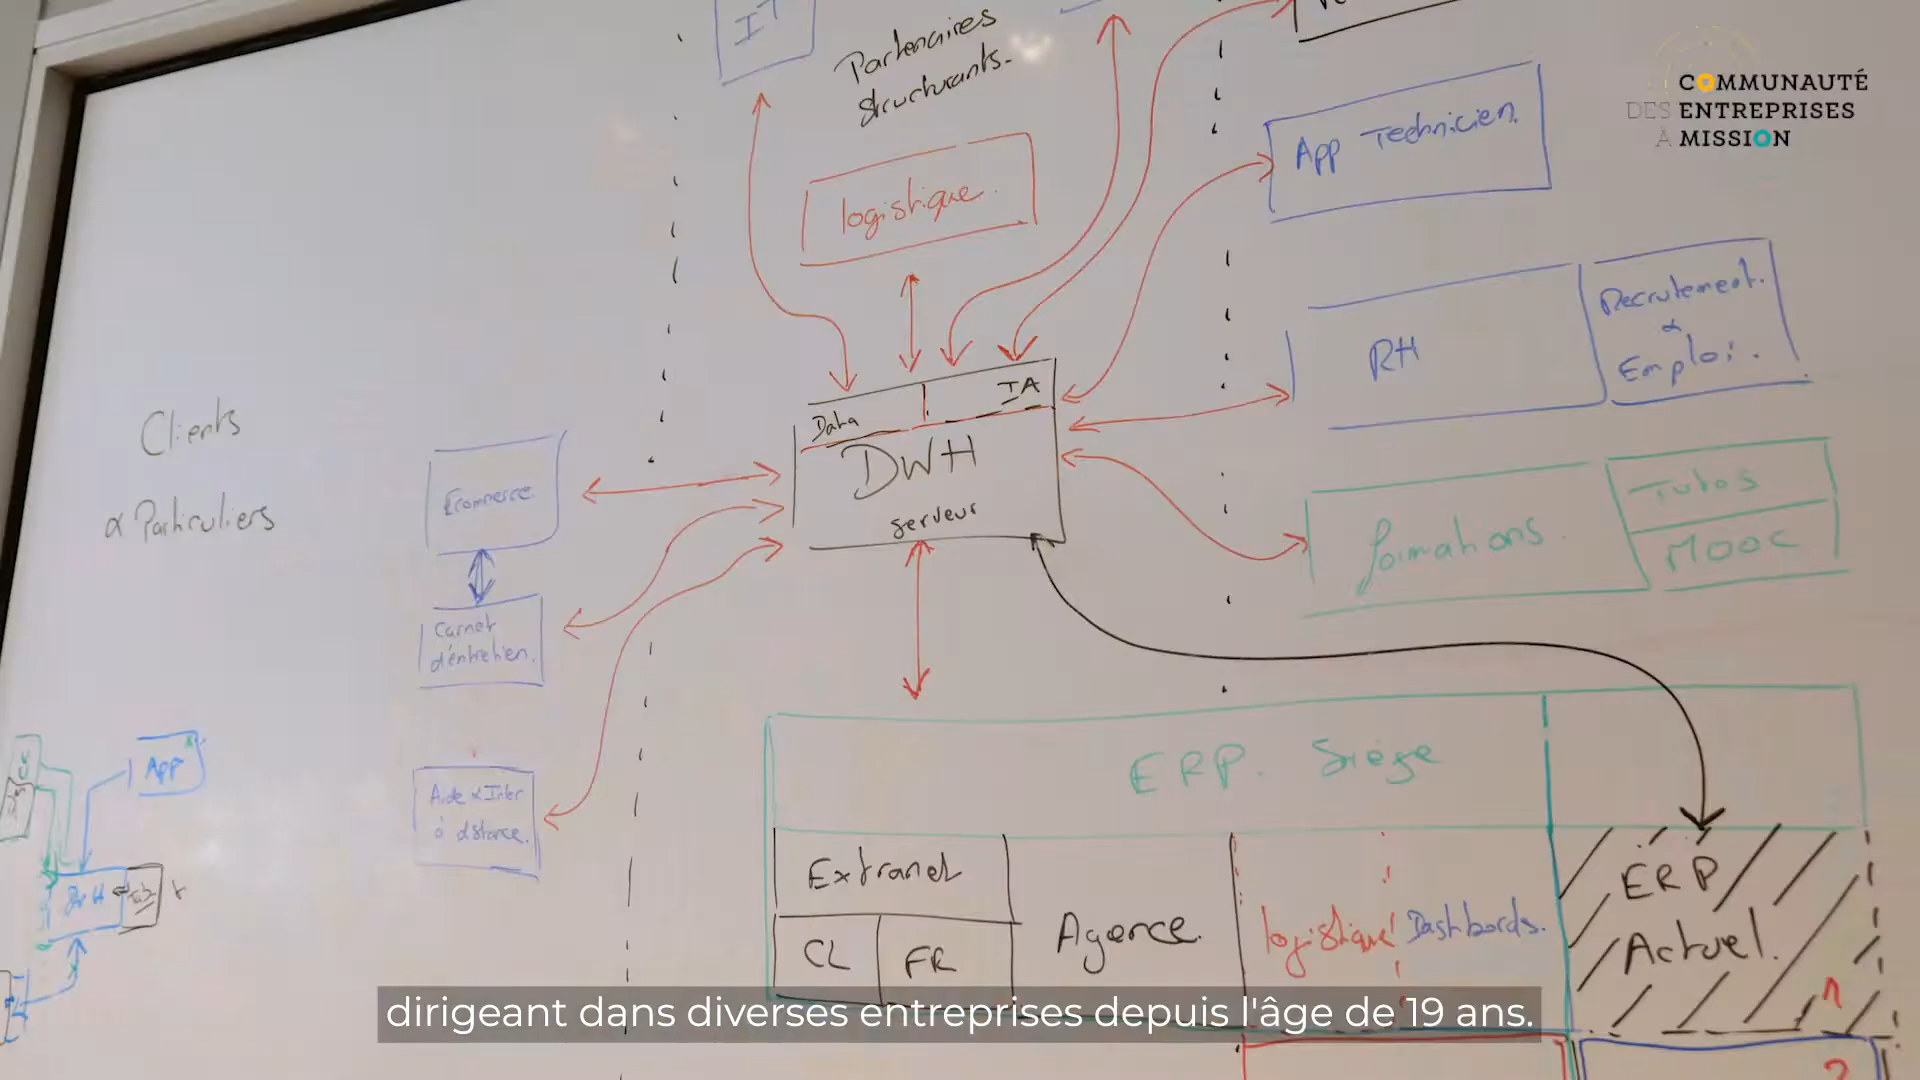 IT
Partenaires
structurants.
COMMUNAUTÉ
DES ENTREPRISES
À MISSION
logistique.
App Technicien.
RH
Recrutement.
&
Emploi.
Clients
& Particuliers
Data
IA
DWH
serveur
Ecommerce
Carnet
d'entretien.
Aide & Inter
à distance.
formations.
Tutos
MOOC
App
ERP. Siège
Extranet
CL
FR
Agence.
logistique
Dashbords.
ERP
Actuel.
1
2
dirigeant dans diverses entreprises depuis l'âge de 19 ans.